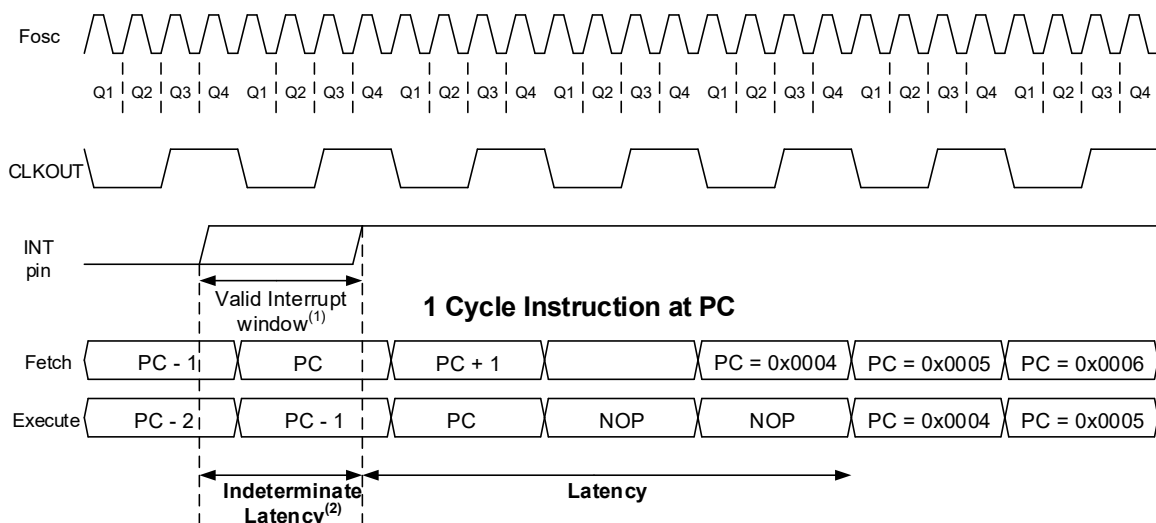 Fosc
Q1 Q2 Q3 Q4 Q1 Q2 Q3 Q4 Q1 Q2 Q3 Q4 Q1 Q2 Q3 Q4 Q1 Q2 Q3 Q4 Q1 Q2 Q3 Q4 Q1 Q2 Q3 Q4
CLKOUT
INT
pin
Valid Interrupt
window(1)
1 Cycle Instruction at PC
Fetch PC - 1 PC PC + 1 PC = 0x0004 PC = 0x0005 PC = 0x0006
Execute PC - 2 PC - 1 PC NOP NOP PC = 0x0004 PC = 0x0005
Indeterminate
Latency(2)
Latency